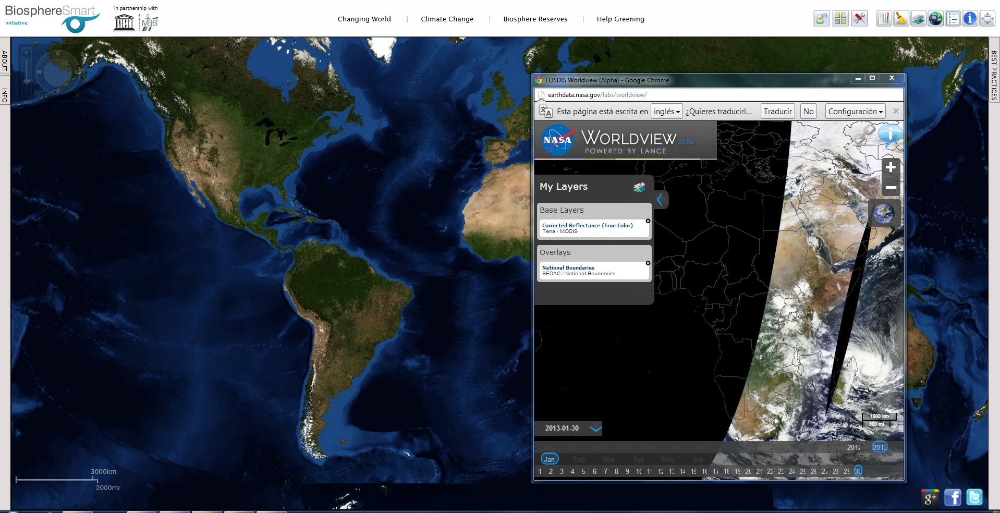 BiosphereSmart
initiative
in partnership with
UNESCO
MaB
Changing World | Climate Change | Biosphere Reserves | Help Greening
ABOUT
INFO
BEST PRACTICES
N
W
3000km
2000mi
EOSDIS Worldview (Alpha) - Google Chrome
earthdata.nasa.gov/labs/worldview/
Esta página está escrita en inglés ¿Quieres traducirl... Traducir No Configuración
NASA
WORLDVIEW alpha
POWERED BY LANCE
My Layers
Base Layers
Corrected Reflectance (True Color)
Terra / MODIS
Overlays
National Boundaries
SEDAC / National Boundaries
1000 km
500 mi
2013-01-30
2012 2013
Jan Feb Mar Apr May Jun
1 2 3 4 5 6 7 8 9 10 11 12 13 14 15 16 17 18 19 20 21 22 23 24 25 26 27 28 29 30
g+ f t